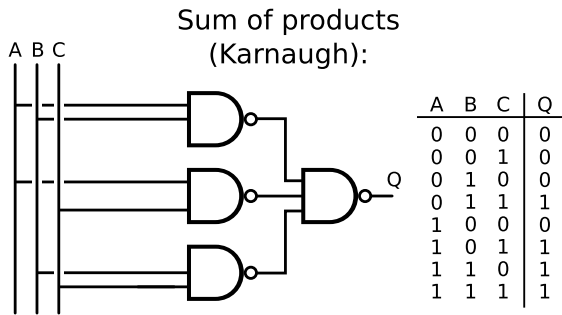 Sum of products
(Karnaugh):
A B C
Q
A B C Q
0 0 0 0
0 0 1 0
0 1 0 0
0 1 1 1
1 0 0 0
1 0 1 1
1 1 0 1
1 1 1 1